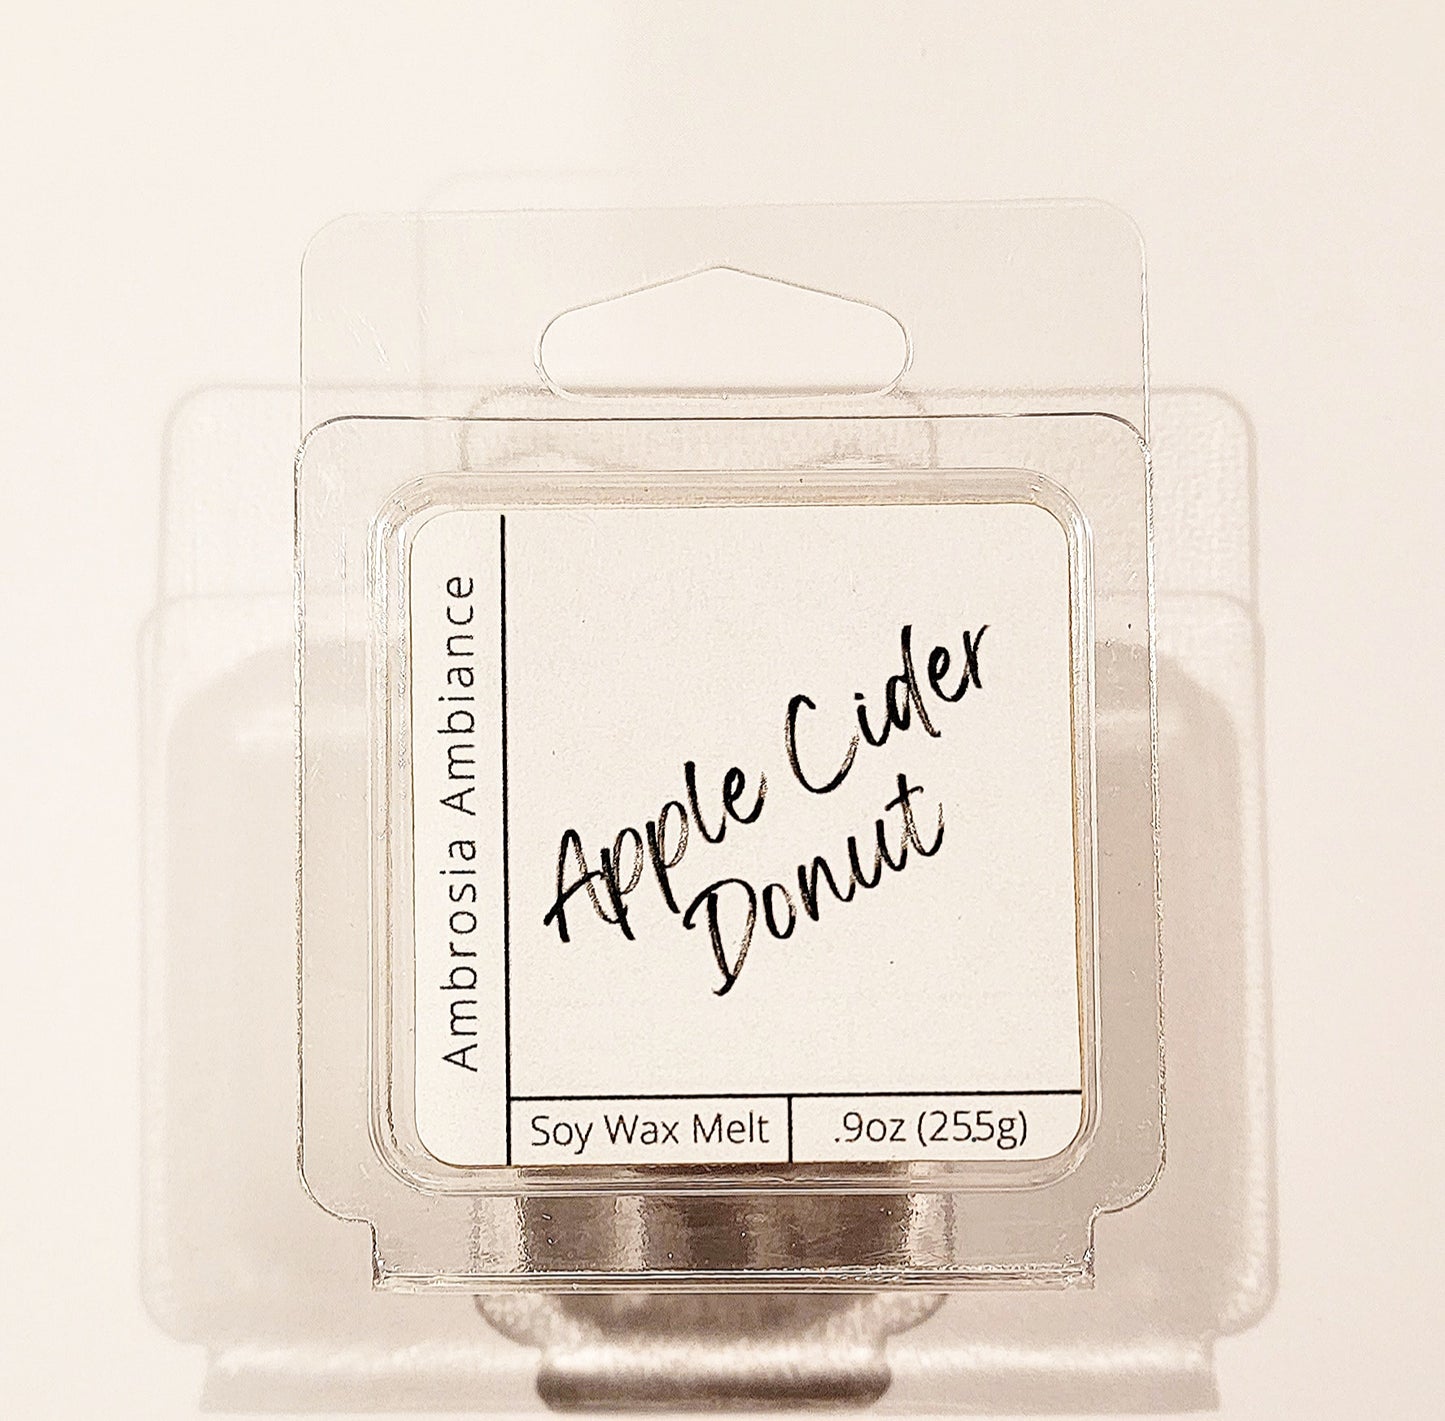 Ambrosia Ambiance
Apple Cider
Donut
Soy Wax Melt
.9oz (25.5g)